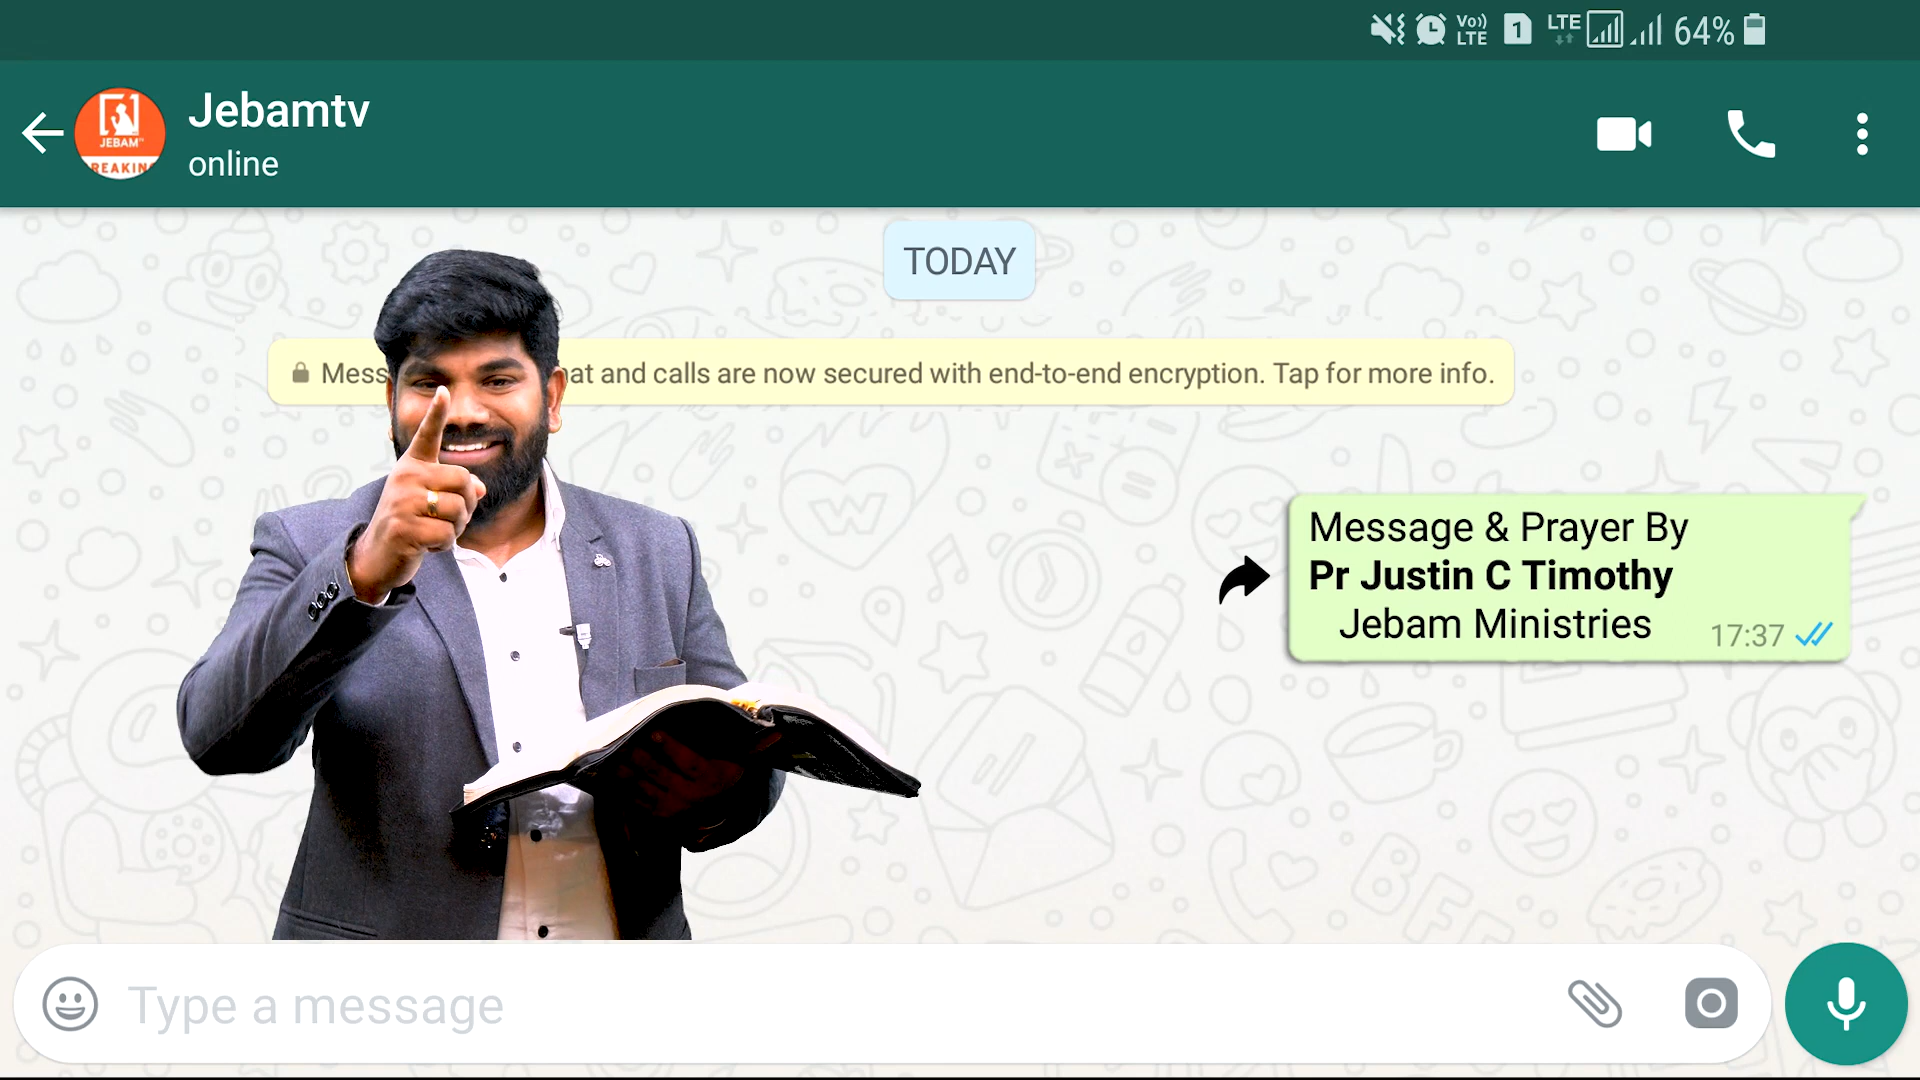 Vo))
LTE
1
LTE
64%
Jebamtv
online
JEBAM
REAKIN
TODAY
Mess at and calls are now secured with end-to-end encryption. Tap for more info.
Message & Prayer By
Pr Justin C Timothy
Jebam Ministries
17:37
Type a message